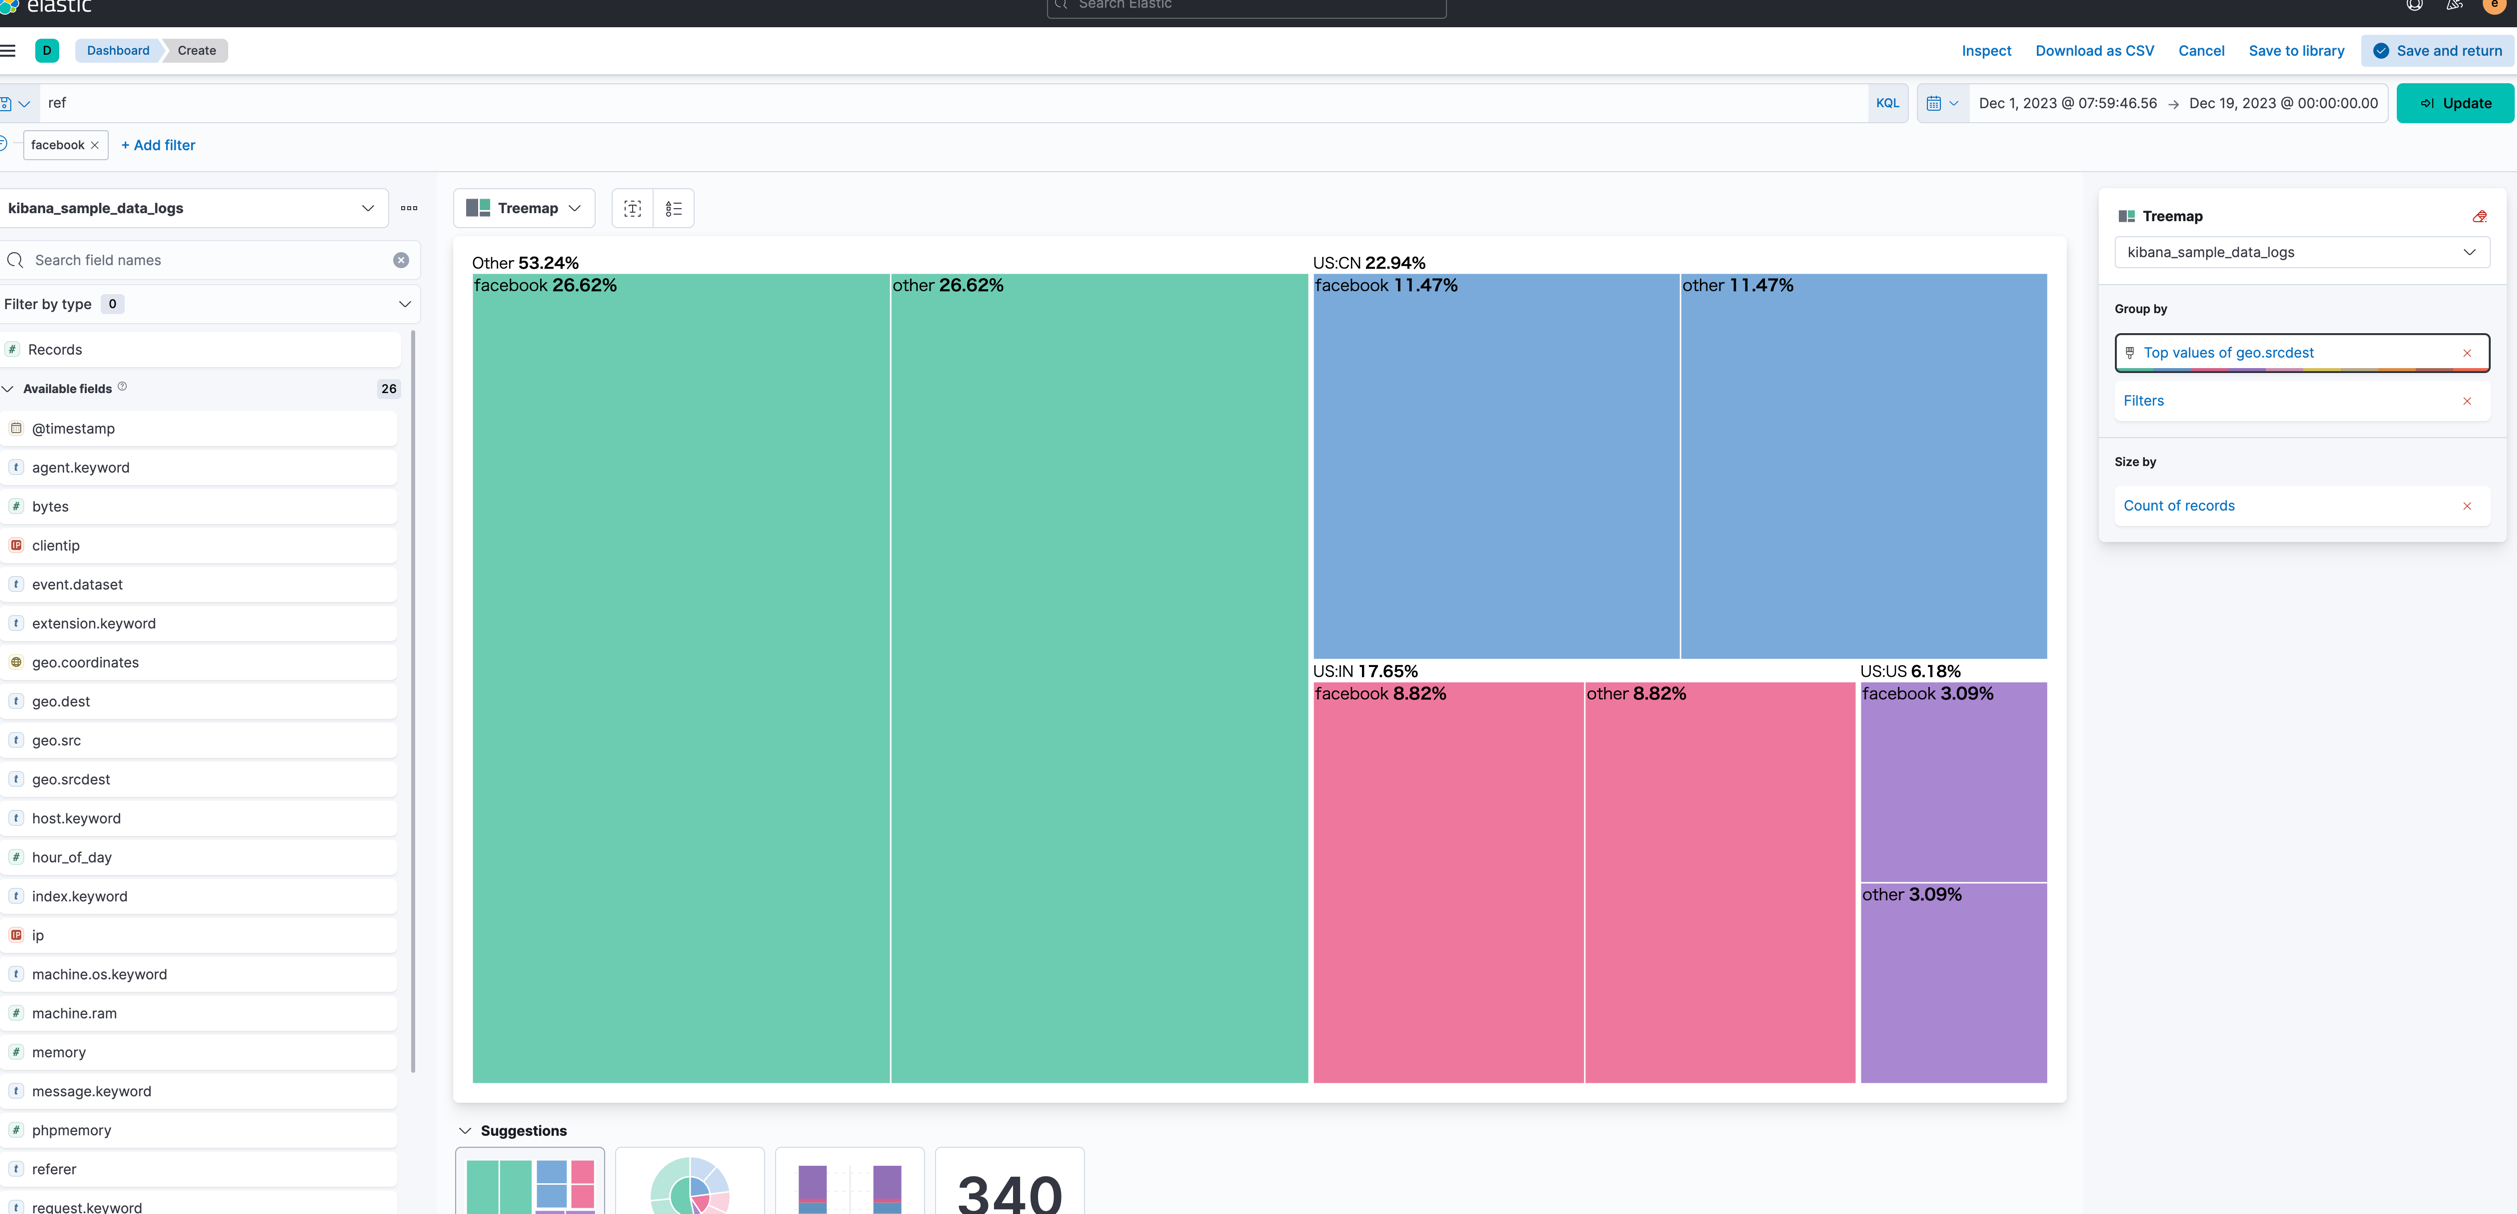 elastic
Search Elastic
e
D
Dashboard
Create
Inspect
Download as CSV
Cancel
Save to library
Save and return
ref
KQL
Dec 1, 2023 @ 07:59:46.56 → Dec 19, 2023 @ 00:00:00.00
Update
facebook ×
+ Add filter
kibana_sample_data_logs
Search field names
Filter by type 0
# Records
Available fields 26
@timestamp
t agent.keyword
# bytes
IP clientip
t event.dataset
t extension.keyword
geo.coordinates
t geo.dest
t geo.src
t geo.srcdest
t host.keyword
# hour_of_day
t index.keyword
IP ip
t machine.os.keyword
# machine.ram
# memory
t message.keyword
# phpmemory
t referer
t request.keyword
Treemap
Other 53.24%
facebook 26.62%
other 26.62%
US:CN 22.94%
facebook 11.47%
other 11.47%
US:IN 17.65%
facebook 8.82%
other 8.82%
US:US 6.18%
facebook 3.09%
other 3.09%
Suggestions
340
Treemap
kibana_sample_data_logs
Group by
Top values of geo.srcdest
Filters
Size by
Count of records